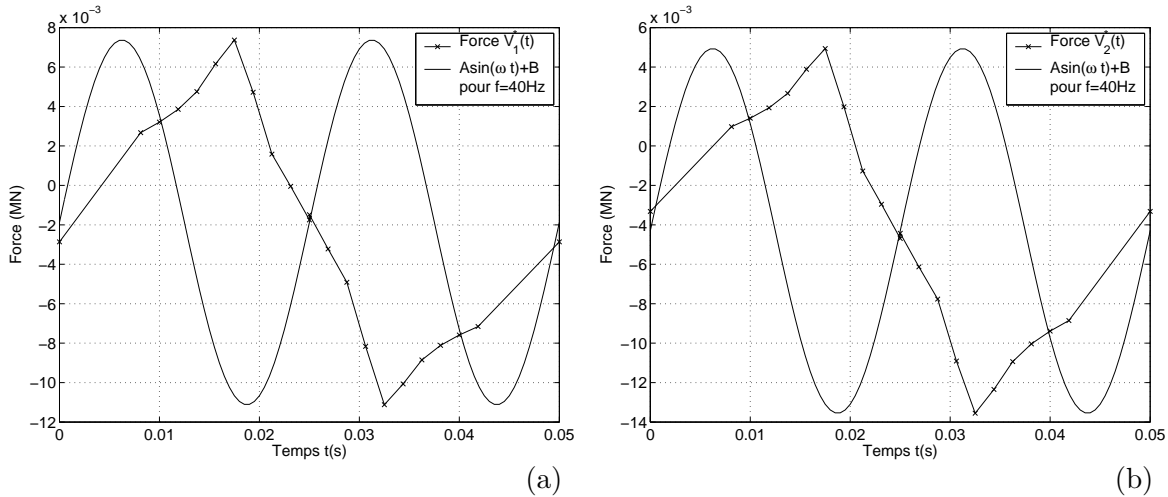 x 10⁻³
8
6
4
2
0
−2
−4
−6
−8
−10
−12
Force (MN)
0
0.01
0.02
0.03
0.04
0.05
Temps t(s)
Force V₁*(t)
Asin(ω t)+B
pour f=40Hz
(a)
x 10⁻³
6
4
2
0
−2
−4
−6
−8
−10
−12
−14
Force (MN)
0
0.01
0.02
0.03
0.04
0.05
Temps t(s)
Force V₂*(t)
Asin(ω t)+B
pour f=40Hz
(b)